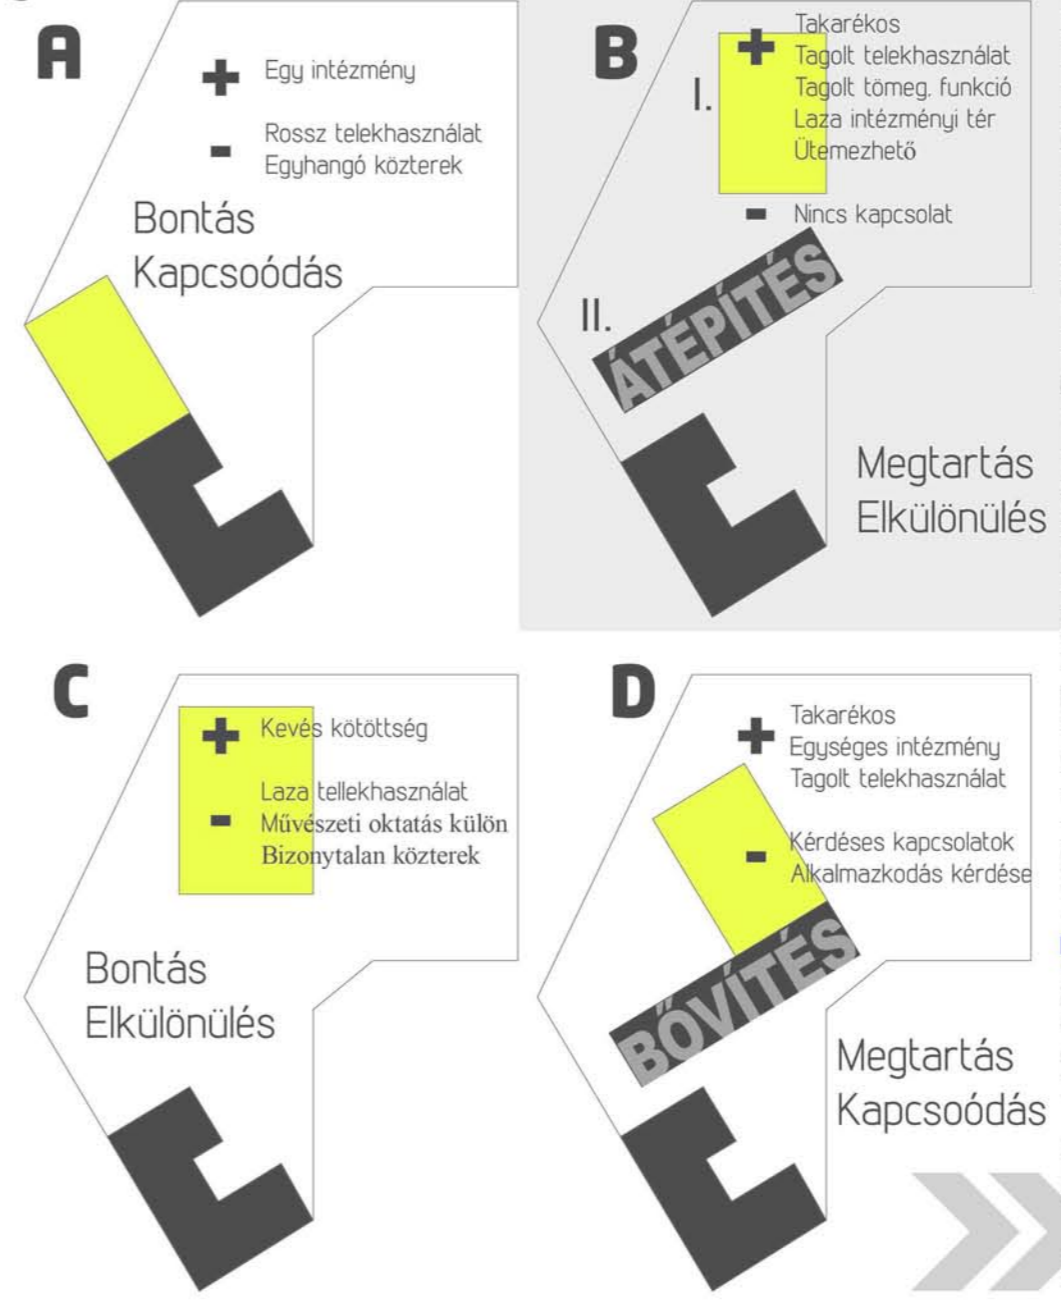 A
+ Egy intézmény
- Rossz telekhasználat
Egyhangó közterek
Bontás
Kapcsoódás
B
+ Takarékos
Tagolt telekhasználat
Tagolt tömeg. funkció
Laza intézményi tér
Ütemezhető
I.
- Nincs kapcsolat
II.
ÁTÉPÍTÉS
Megtartás
Elkülönülés
C
+ Kevés kötöttség
Laza tellekhasználat
- Művészeti oktatás külön
Bizonytalan közterek
Bontás
Elkülönülés
D
+ Takarékos
Egységes intézmény
Tagolt telekhasználat
- Kérdéses kapcsolatok
Alkalmazkodás kérdése
BŐVÍTÉS
Megtartás
Kapcsoódás